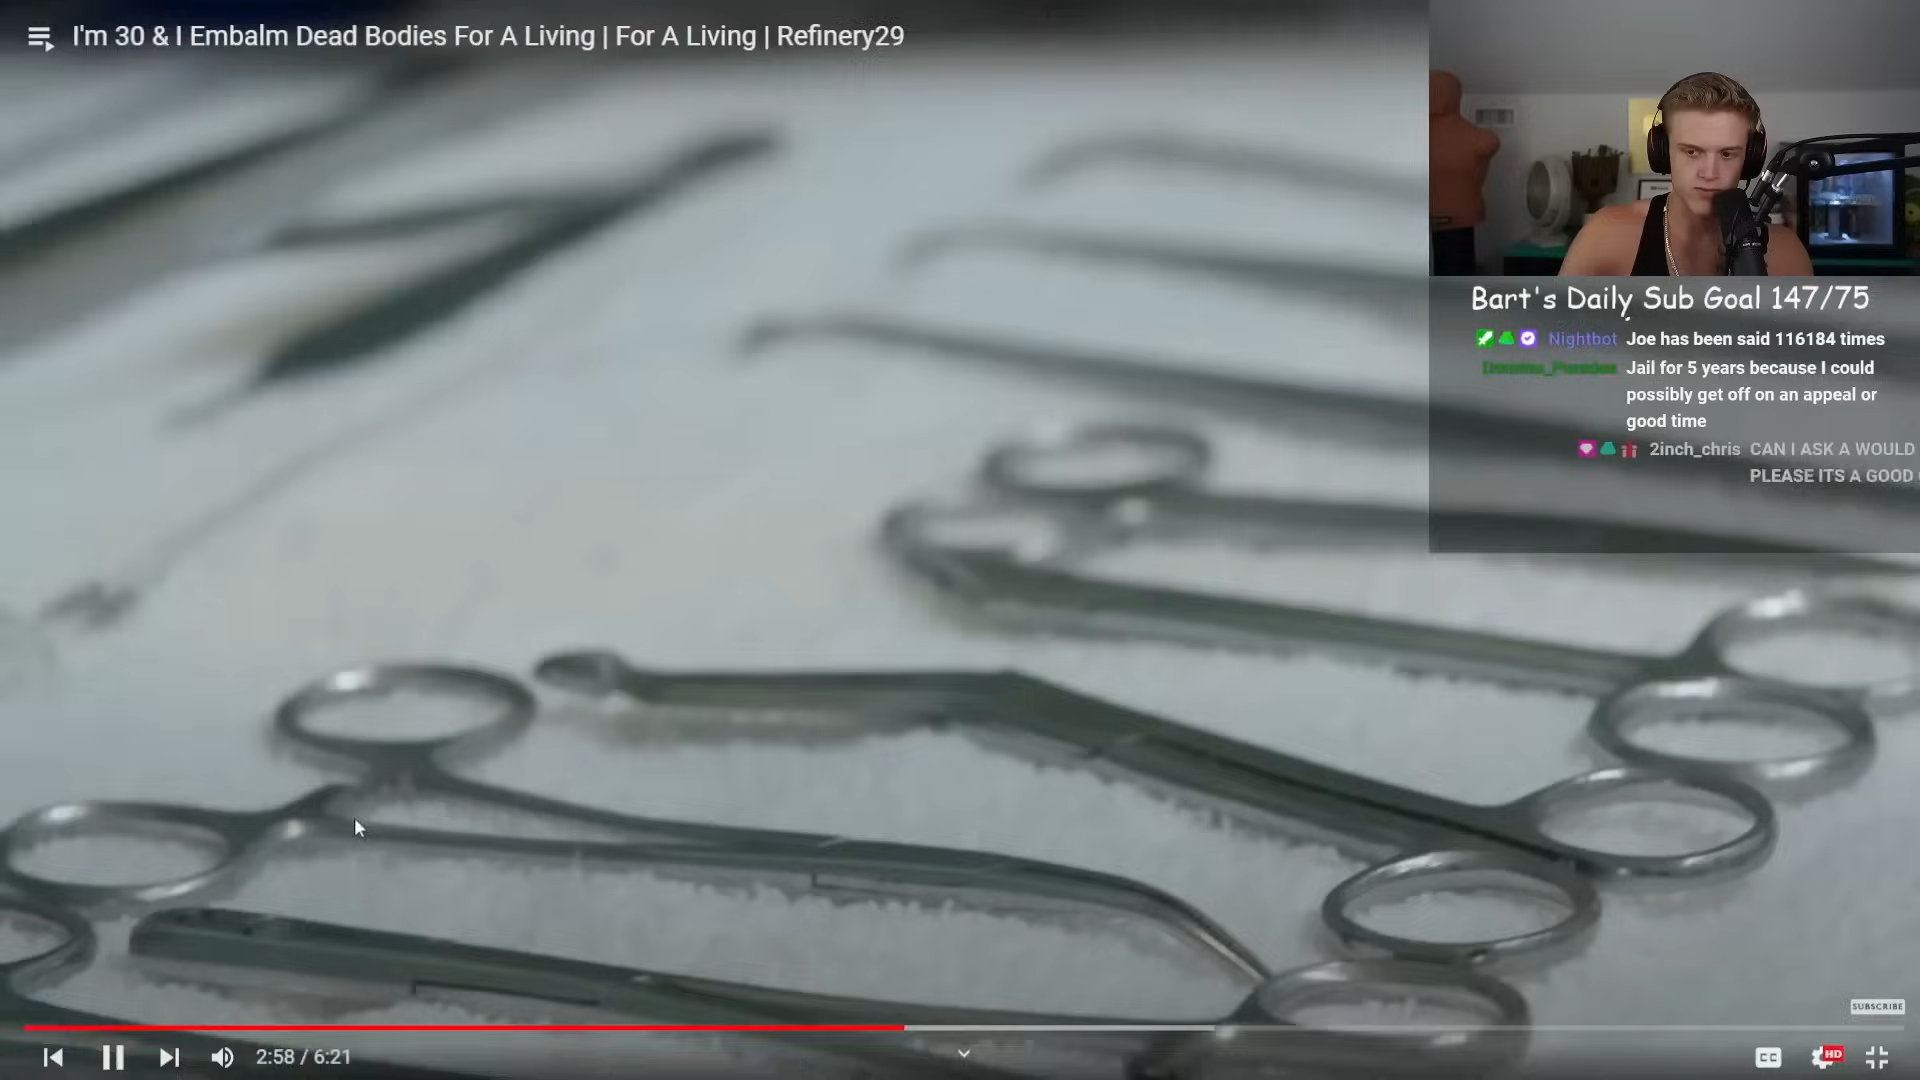 I'm 30 & I Embalm Dead Bodies For A Living | For A Living | Refinery29
Bart's Daily Sub Goal 147/75
Nightbot Joe has been said 116184 times
Jail for 5 years because I could
possibly get off on an appeal or
good time
2inch_chris CAN I ASK A WOULD
PLEASE ITS A GOOD
SUBSCRIBE
2:58 / 6:21
CC
HD